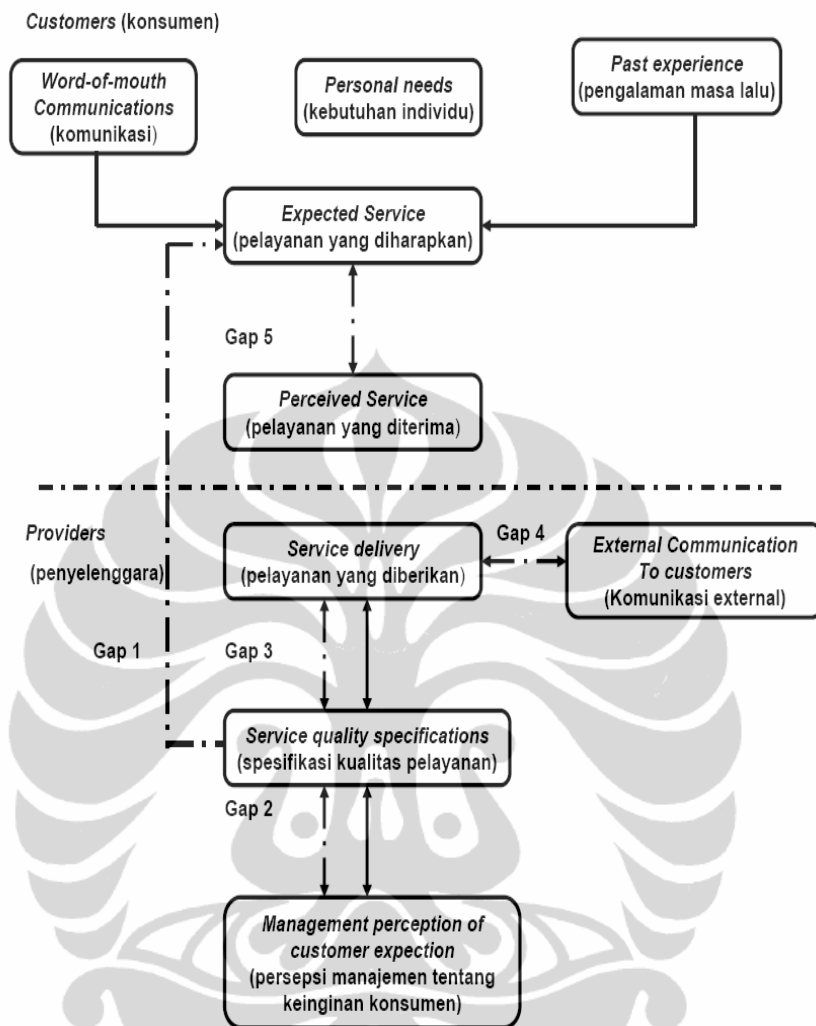 Customers (konsumen)
Word-of-mouth
Communications
(komunikasi)
Personal needs
(kebutuhan individu)
Past experience
(pengalaman masa lalu)
Expected Service
(pelayanan yang diharapkan)
Gap 5
Perceived Service
(pelayanan yang diterima)
Providers
(penyelenggara)
Service delivery
(pelayanan yang diberikan)
Gap 4
External Communication
To customers
(Komunikasi external)
Gap 1
Gap 3
Service quality specifications
(spesifikasi kualitas pelayanan)
Gap 2
Management perception of
customer expection
(persepsi manajemen tentang
keinginan konsumen)